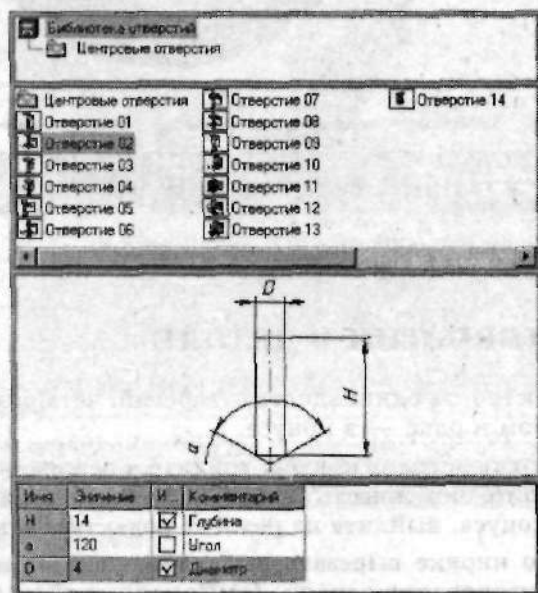 Библиотека отверстий
Центровые отверстия
Центровые отверстия
Отверстие 01
Отверстие 02
Отверстие 03
Отверстие 04
Отверстие 05
Отверстие 06
Отверстие 07
Отверстие 08
Отверстие 09
Отверстие 10
Отверстие 11
Отверстие 12
Отверстие 13
Отверстие 14
D
H
a
Имя Значение И... Комментарий
H 14 Глубина
a 120 Угол
D 4 Диаметр